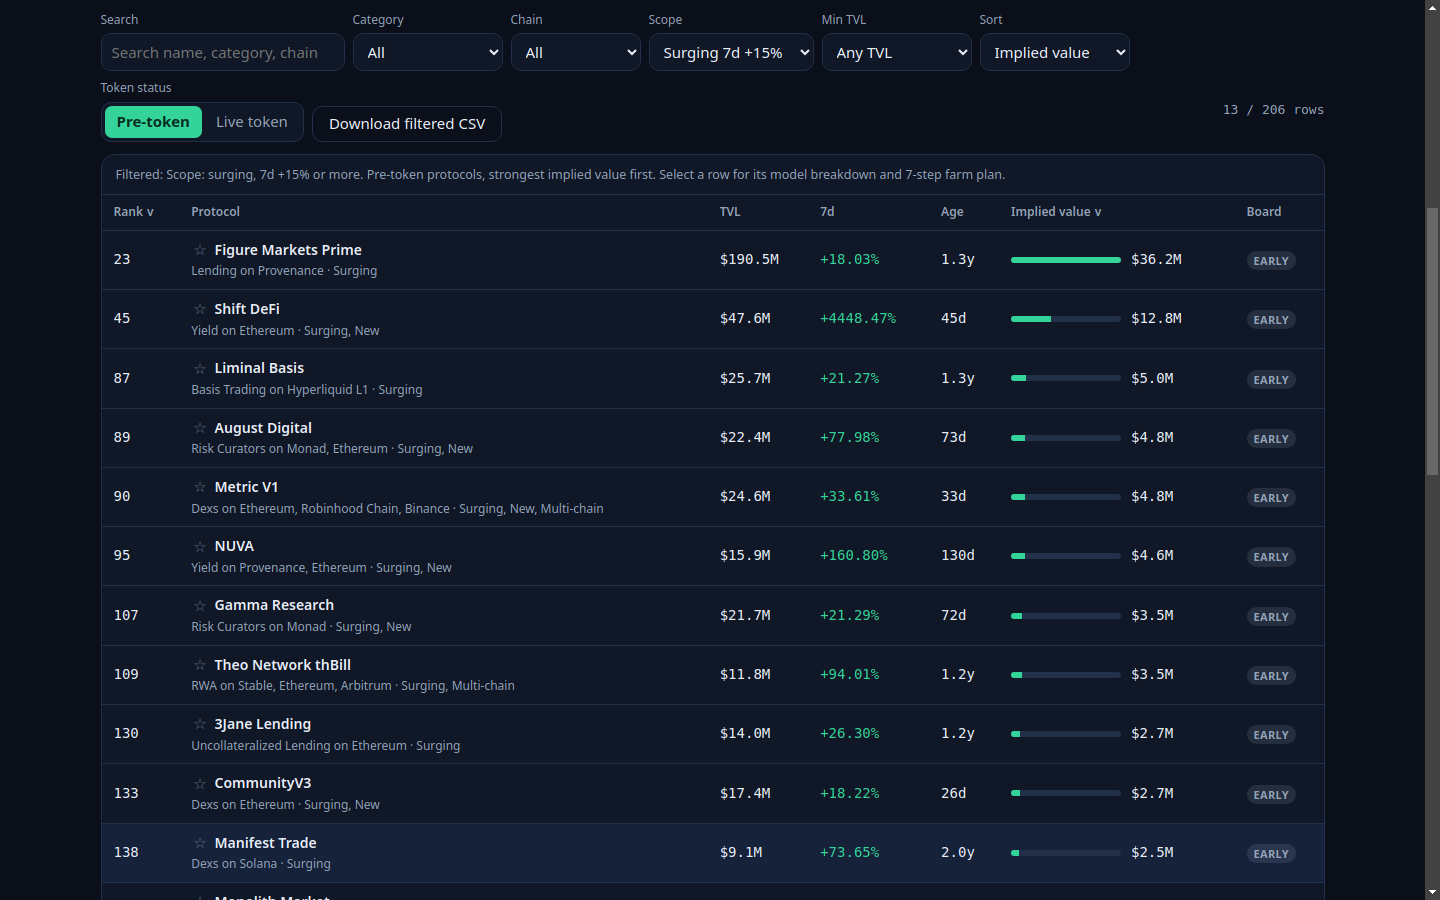 Search
Category
Chain
Scope
Min TVL
Sort
Search name, category, chain
All
All
Surging 7d +15%
Any TVL
Implied value
Token status
Pre-token
Live token
Download filtered CSV
13 / 206 rows
Filtered: Scope: surging, 7d +15% or more. Pre-token protocols, strongest implied value first. Select a row for its model breakdown and 7-step farm plan.
Rank v Protocol TVL 7d Age Implied value v Board
23 ☆ Figure Markets Prime $190.5M +18.03% 1.3y $36.2M EARLY
Lending on Provenance · Surging
45 ☆ Shift DeFi $47.6M +4448.47% 45d $12.8M EARLY
Yield on Ethereum · Surging, New
87 ☆ Liminal Basis $25.7M +21.27% 1.3y $5.0M EARLY
Basis Trading on Hyperliquid L1 · Surging
89 ☆ August Digital $22.4M +77.98% 73d $4.8M EARLY
Risk Curators on Monad, Ethereum · Surging, New
90 ☆ Metric V1 $24.6M +33.61% 33d $4.8M EARLY
Dexs on Ethereum, Robinhood Chain, Binance · Surging, New, Multi-chain
95 ☆ NUVA $15.9M +160.80% 130d $4.6M EARLY
Yield on Provenance, Ethereum · Surging, New
107 ☆ Gamma Research $21.7M +21.29% 72d $3.5M EARLY
Risk Curators on Monad · Surging, New
109 ☆ Theo Network thBill $11.8M +94.01% 1.2y $3.5M EARLY
RWA on Stable, Ethereum, Arbitrum · Surging, Multi-chain
130 ☆ 3Jane Lending $14.0M +26.30% 1.2y $2.7M EARLY
Uncollateralized Lending on Ethereum · Surging
133 ☆ CommunityV3 $17.4M +18.22% 26d $2.7M EARLY
Dexs on Ethereum · Surging, New
138 ☆ Manifest Trade $9.1M +73.65% 2.0y $2.5M EARLY
Dexs on Solana · Surging